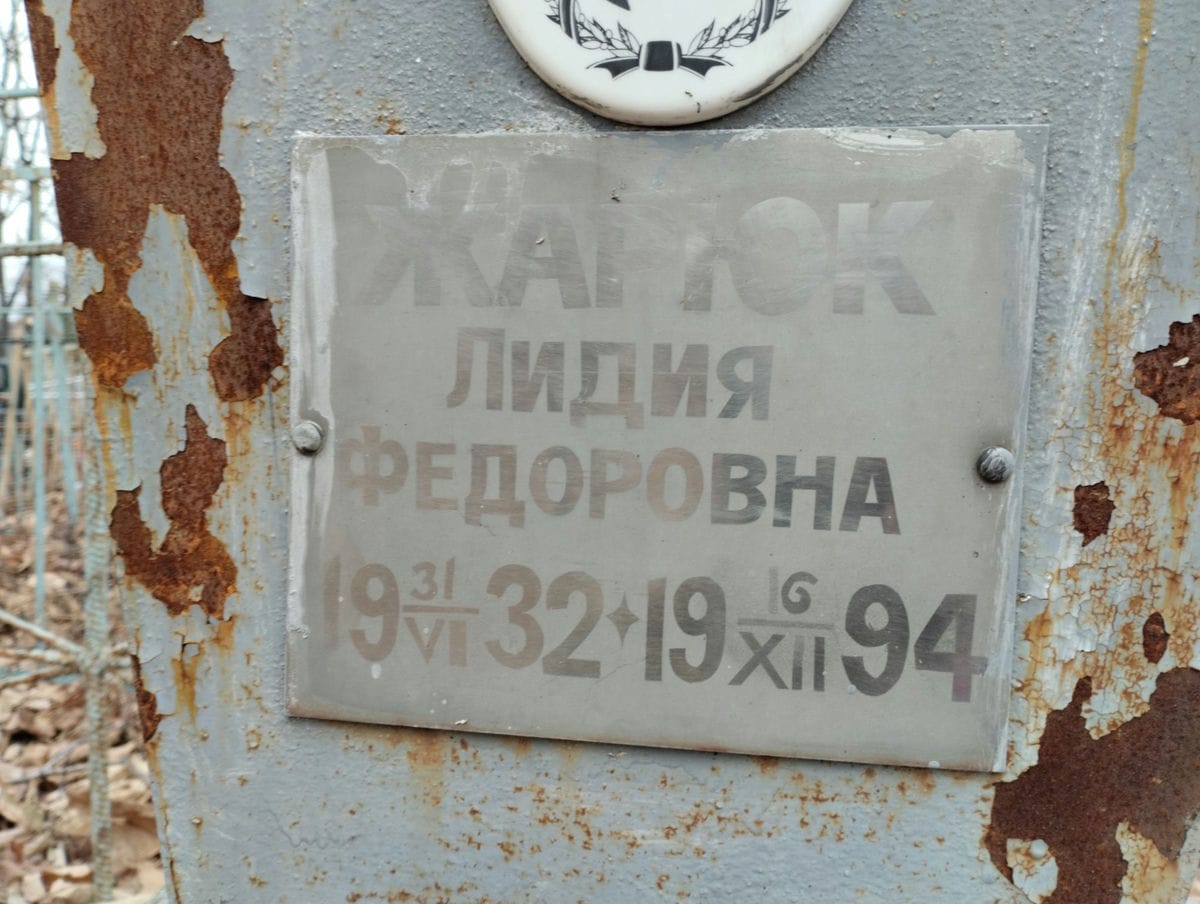 ЖАРЮК
ЛИДИЯ
ФЕДОРОВНА
19 31/VI 32 19 16/XII 94